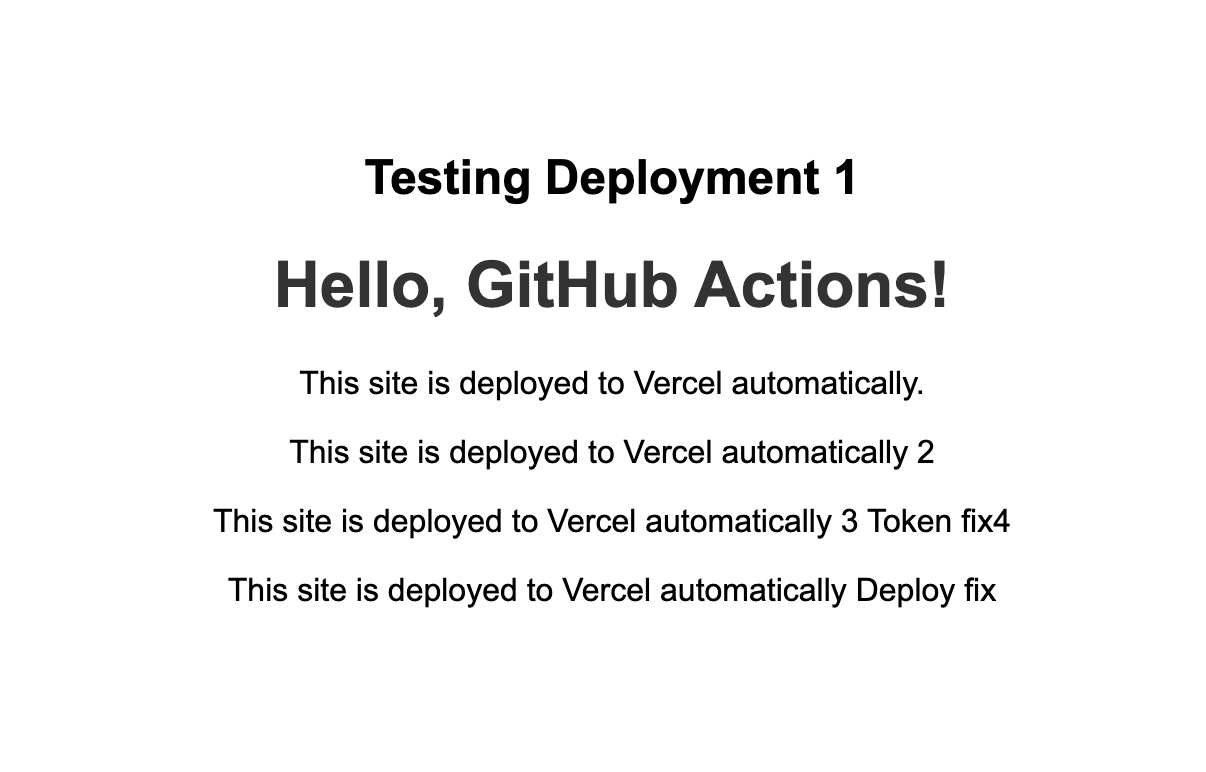 Testing Deployment 1
Hello, GitHub Actions!
This site is deployed to Vercel automatically.
This site is deployed to Vercel automatically 2
This site is deployed to Vercel automatically 3 Token fix4
This site is deployed to Vercel automatically Deploy fix